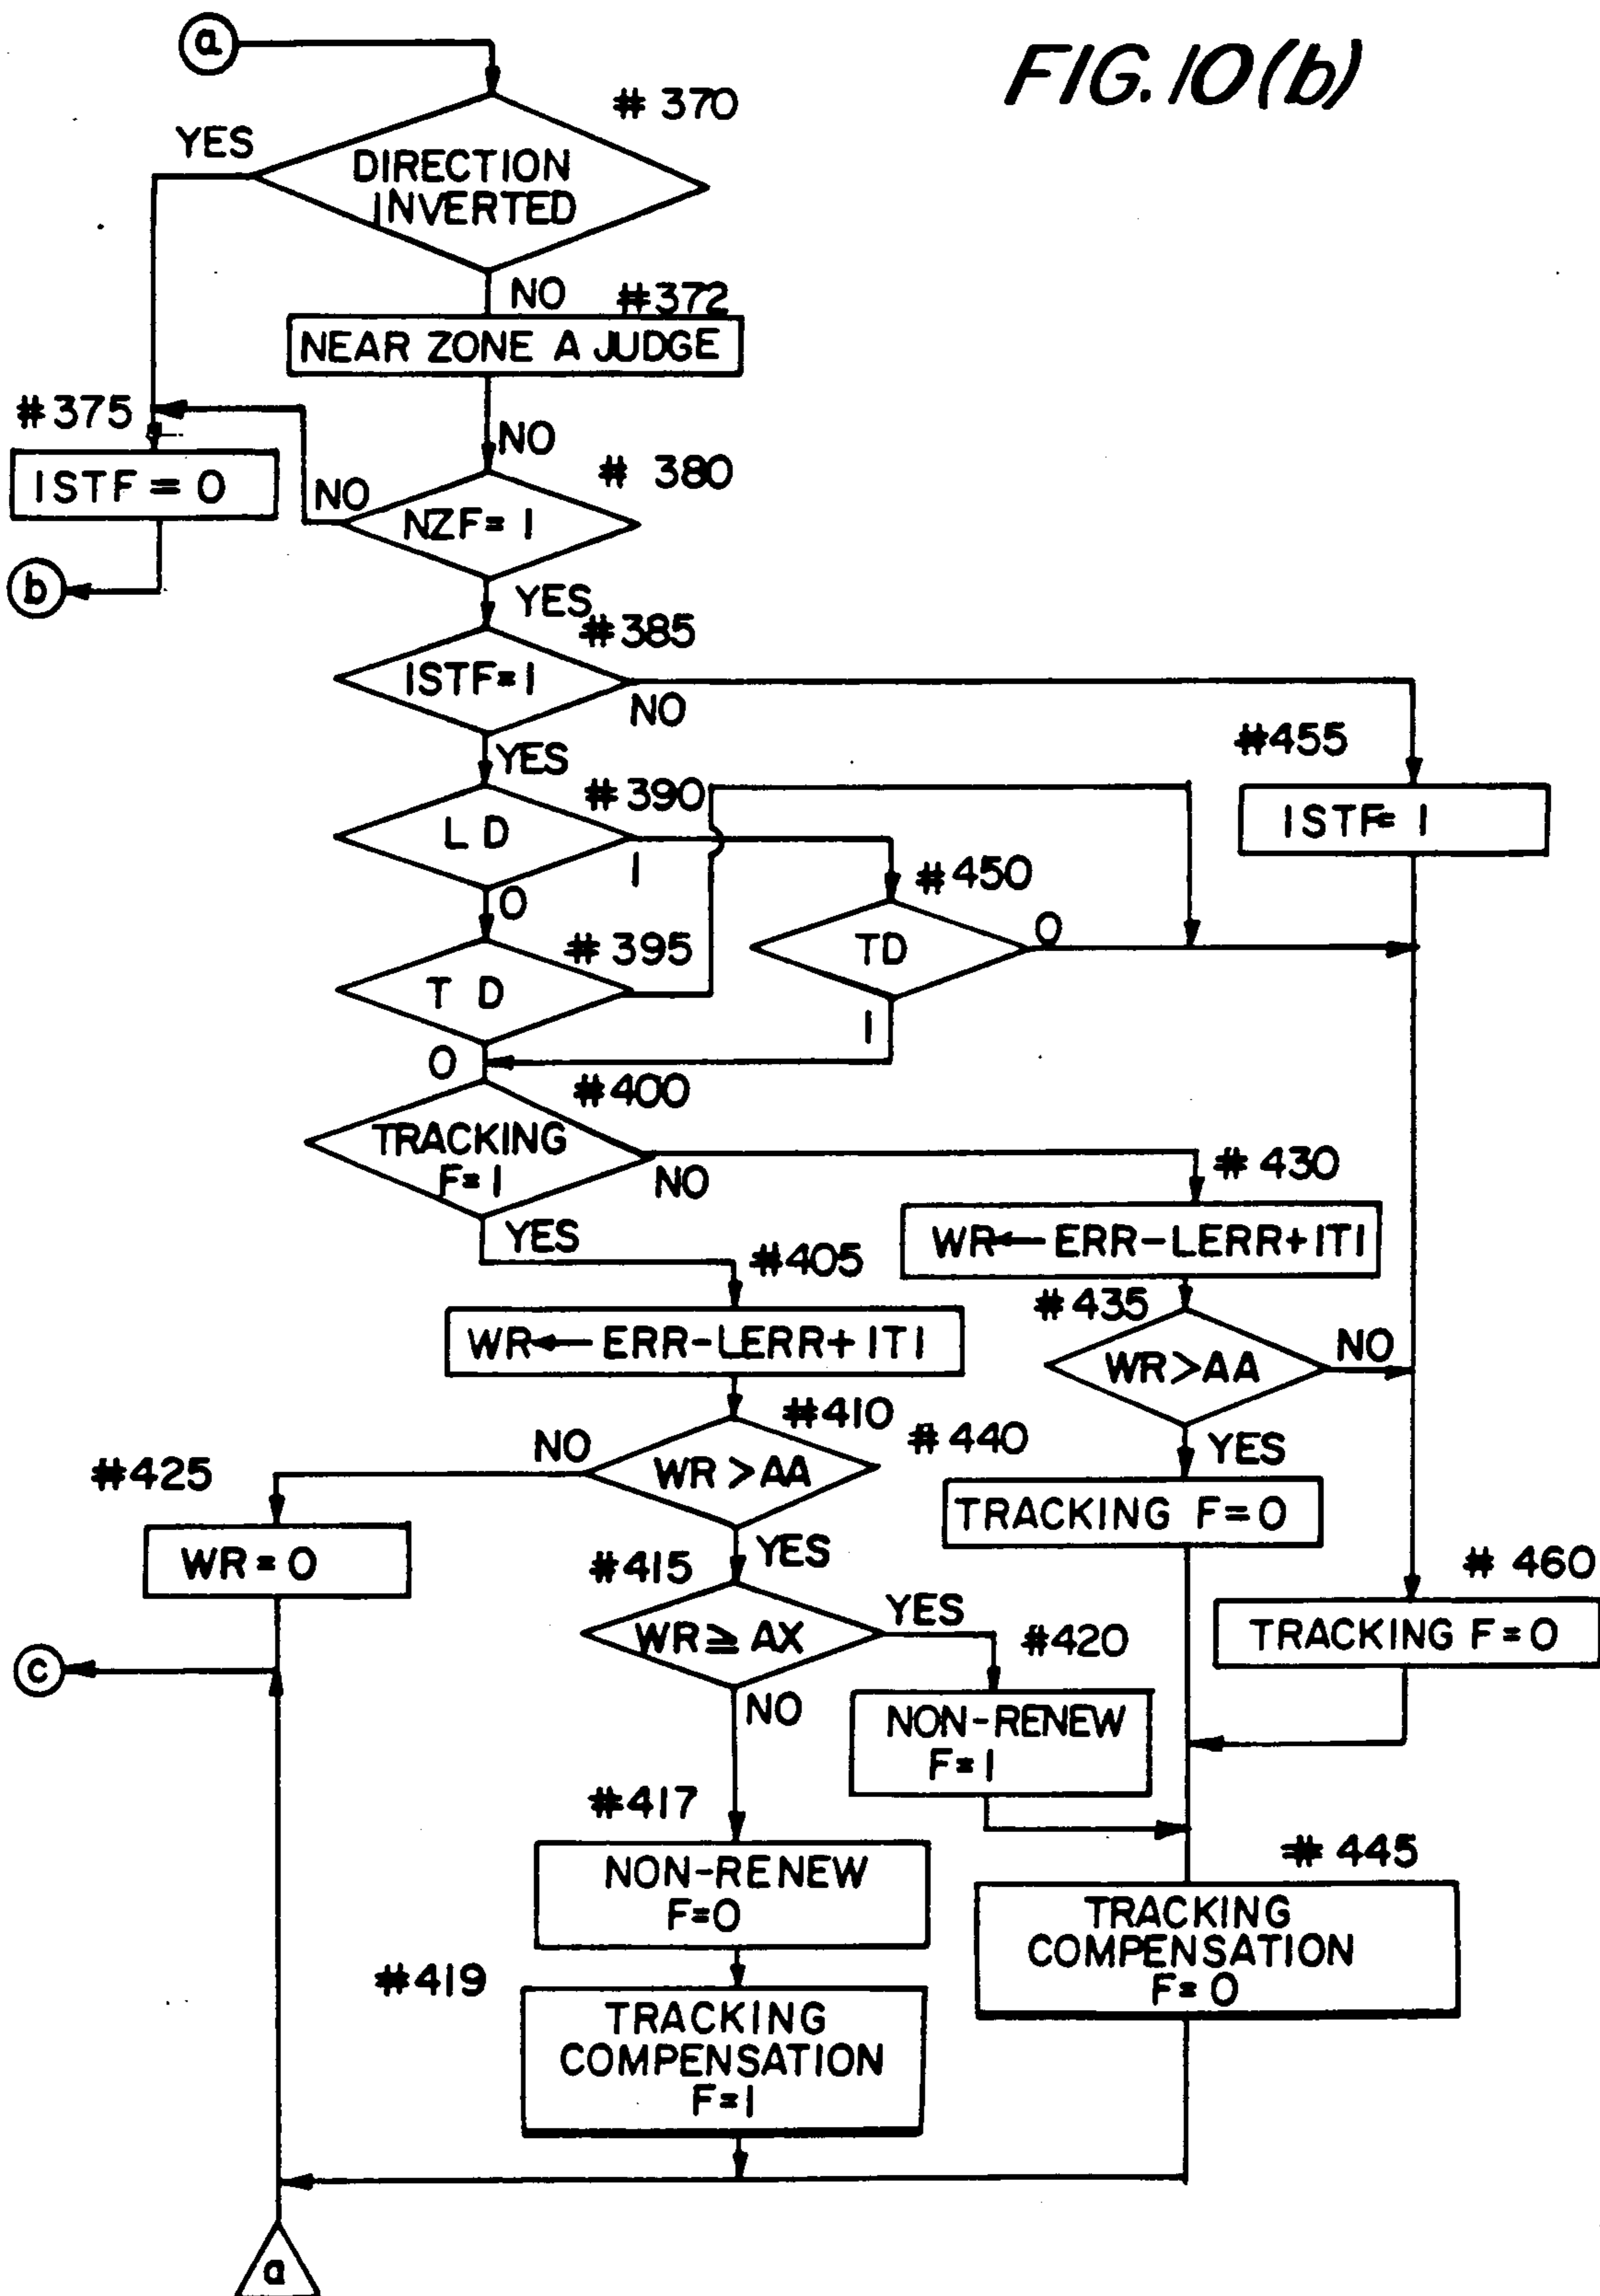 a
FIG. 10(b)
# 370
YES
DIRECTION
INVERTED
NO
#372
NEAR ZONE A JUDGE
#375
NO
# 380
ISTF = 0
NO
NZF= 1
b
YES
#385
ISTF=1
NO
#455
YES
#390
ISTF= 1
L D
1
#450
0
TD
0
# 395
T D
1
0
#400
TRACKING
F=1
NO
# 430
YES
WR←ERR-LERR+ITI
#405
# 435
WR←ERR-LERR+ITI
WR>AA
NO
#410
#440
NO
YES
#425
WR >AA
TRACKING F=0
WR = 0
YES
#415
# 460
YES
WR≧AX
#420
TRACKING F=0
c
NO
NON-RENEW
F=1
#417
NON-RENEW
F=0
# 445
TRACKING
COMPENSATION
F=0
#419
TRACKING
COMPENSATION
F=1
a